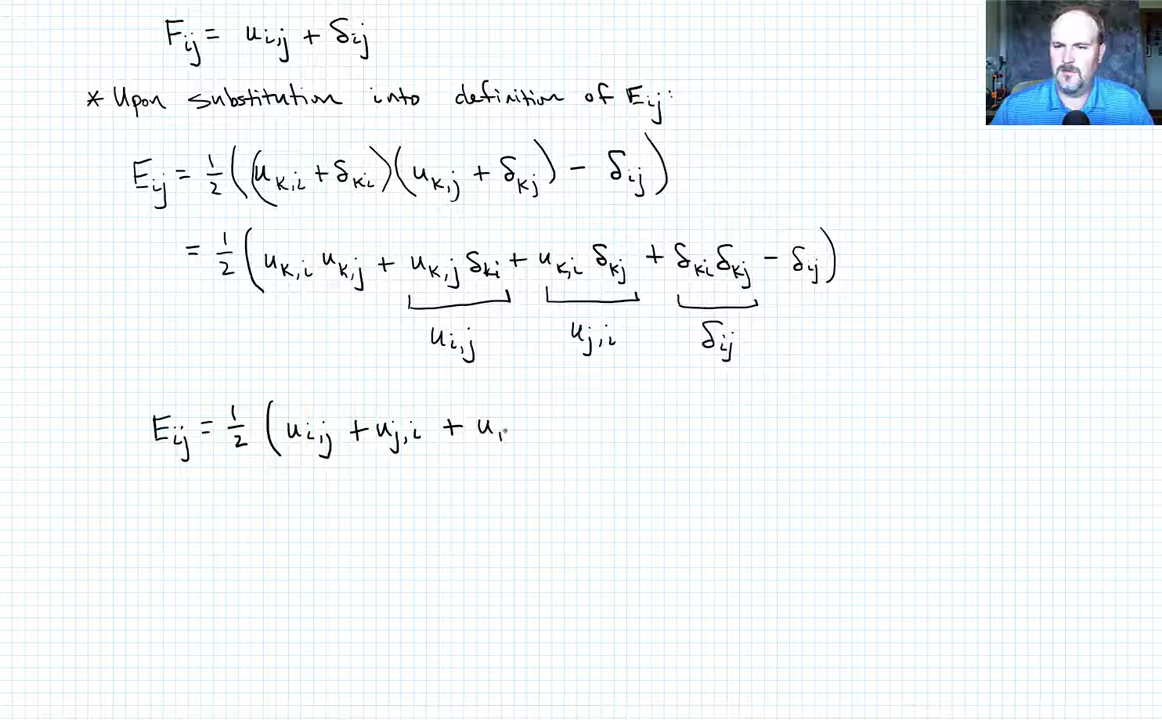 F_ij = u_i,j + δ_ij
* Upon substitution into definition of E_ij:
E_ij = 1/2 ((u_k,i + δ_ki)(u_k,j + δ_kj) - δ_ij)
= 1/2 (u_k,i u_k,j + u_k,j δ_ki + u_k,i δ_kj + δ_ki δ_kj - δ_ij)
u_i,j u_j,i δ_ij
E_ij = 1/2 (u_i,j + u_j,i + u,